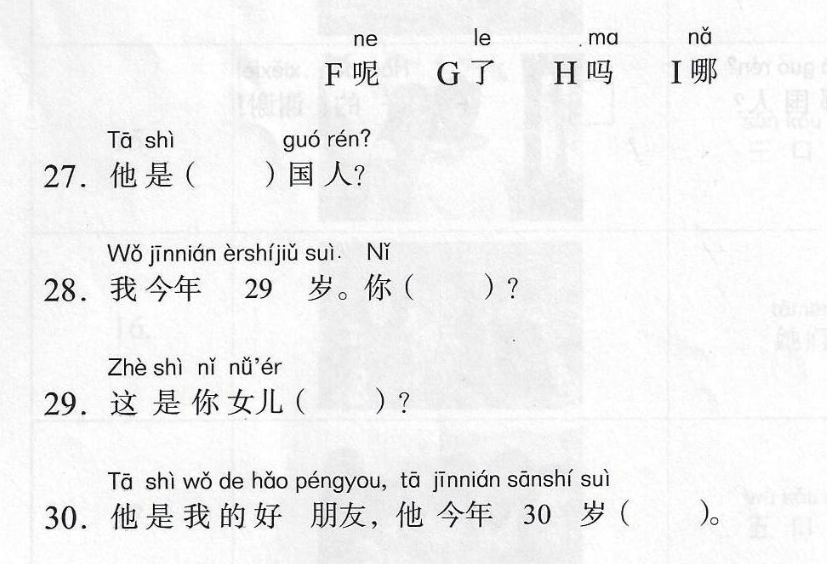 ne le ma nǎ
F 呢 G 了 H 吗 I 哪
Tā shì guó rén?
27. 他 是 ( ) 国 人?
Wǒ jīnnián èrshíjiǔ suì. Nǐ
28. 我 今年 29 岁。你 ( )?
Zhè shì nǐ nǚ'ér
29. 这 是 你 女儿 ( )?
Tā shì wǒ de hǎo péngyou, tā jīnnián sānshí suì
30. 他 是 我 的 好 朋友, 他 今年 30 岁 ( )。